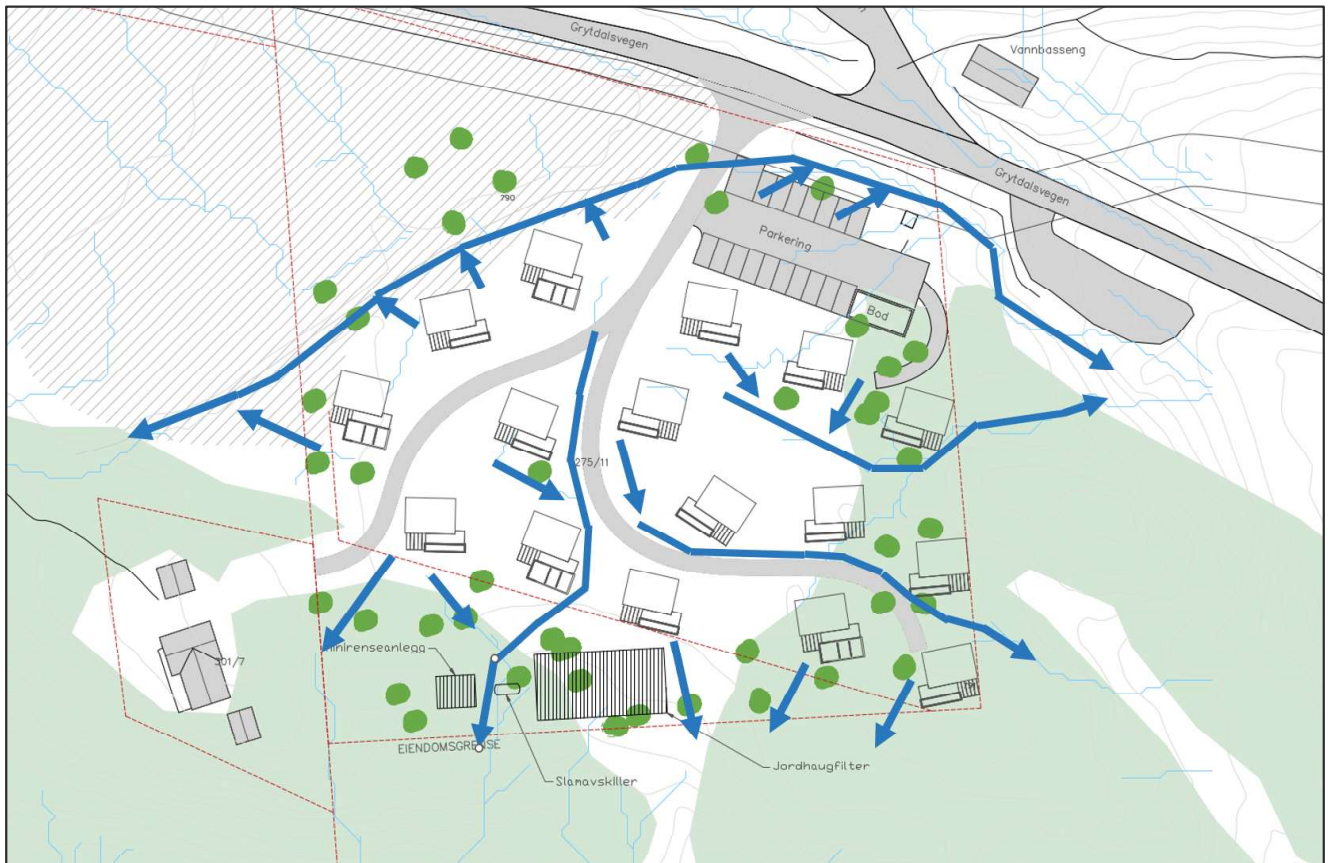 Grytdalsvegen
Vannbasseng
Grytdalsvegen
790
Parkering
Bod
275/11
301/7
Minirenseanlegg
EIENDOMSGRENSE
Slamavskiller
Jordhaugfilter